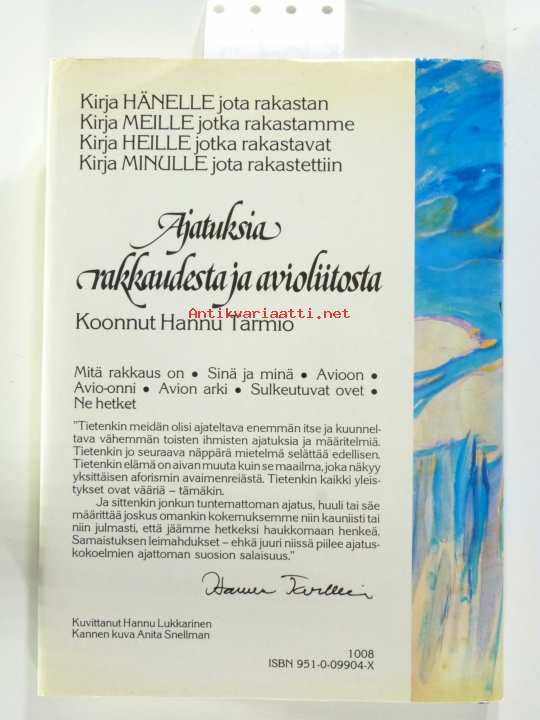 Kirja HÄNELLE jota rakastan
Kirja MEILLE jotka rakastamme
Kirja HEILLE jotka rakastavat
Kirja MINULLE jota rakastettiin
Ajatuksia
rakkaudesta ja avioliitosta
Antikvariaatti.net
Koonnut Hannu Tarmio
Mitä rakkaus on • Sinä ja minä • Avioon •
Avio-onni • Avion arki • Sulkeutuvat ovet •
Ne hetket
"Tietenkin meidän olisi ajateltava enemmän itse ja kuunnel-
tava vähemmän toisten ihmisten ajatuksia ja määritelmiä.
Tietenkin jo seuraava näppärä mietelmä selättää edellisen.
Tietenkin elämä on aivan muuta kuin se maailma, joka näkyy
yksittäisen aforismin avaimenreiästä. Tietenkin kaikki yleis-
tykset ovat vääriä – tämäkin.
Ja sittenkin jonkun tuntemattoman ajatus, huuli tai säe
määrittää joskus omankin kokemuksemme niin kauniisti tai
niin julmasti, että jäämme hetkeksi haukkomaan henkeä.
Samaistuksen leimahdukset – ehkä juuri niissä piilee ajatus-
kokoelmien ajattoman suosion salaisuus."
Hannu Tarmio
Kuvittanut Hannu Lukkarinen
Kannen kuva Anita Snellman
1008
ISBN 951-0-09904-X